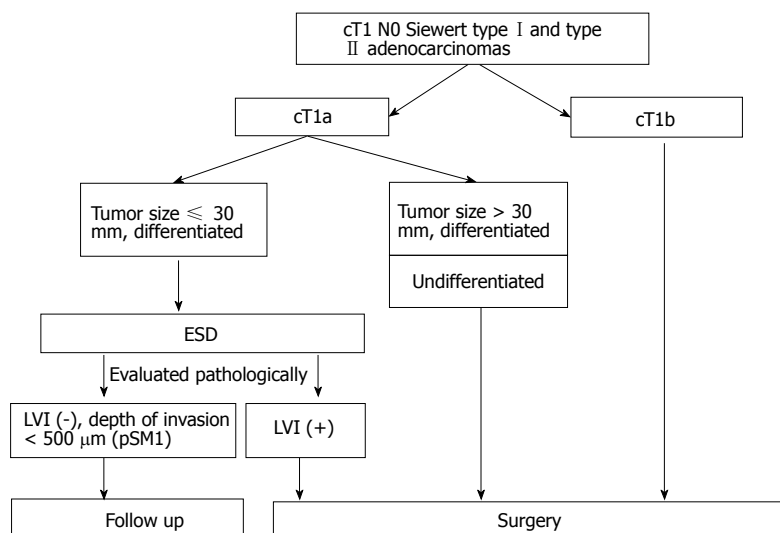 cT1 N0 Siewert type Ⅰ and type
Ⅱ adenocarcinomas
cT1a
cT1b
Tumor size ≤ 30
mm, differentiated
Tumor size > 30
mm, differentiated
Undifferentiated
ESD
Evaluated pathologically
LVI (-), depth of invasion
< 500 μm (pSM1)
LVI (+)
Follow up
Surgery